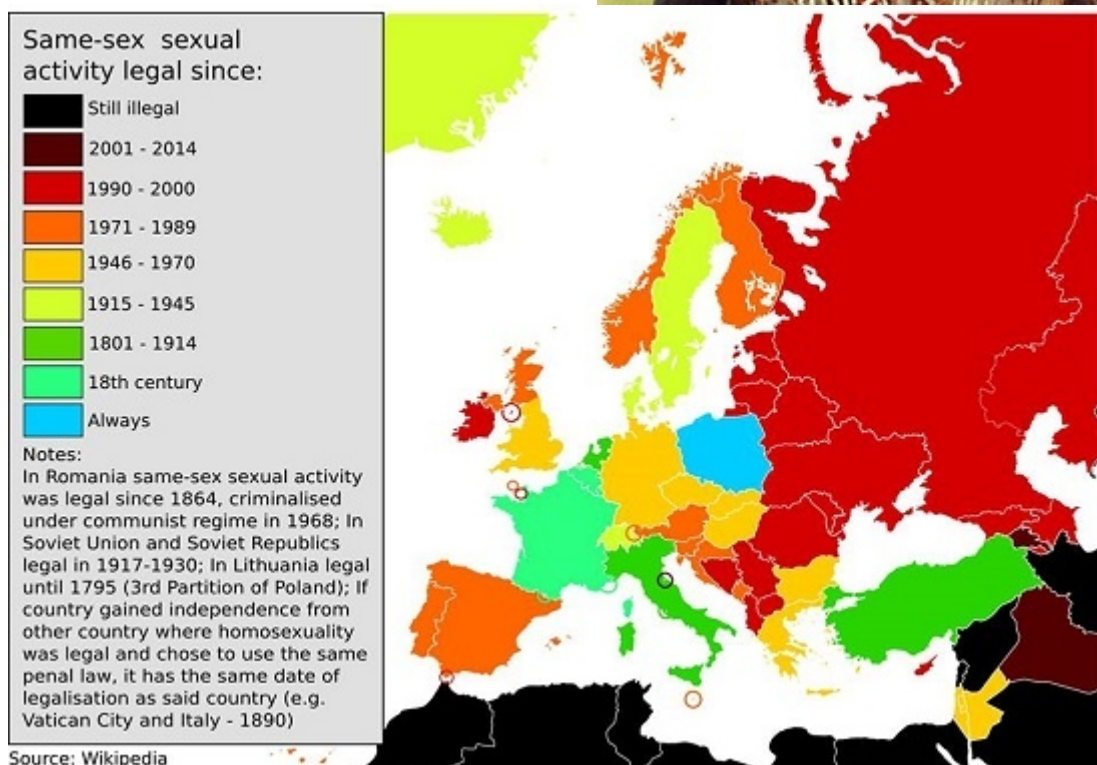 Same-sex sexual
activity legal since:
Still illegal
2001 - 2014
1990 - 2000
1971 - 1989
1946 - 1970
1915 - 1945
1801 - 1914
18th century
Always
Notes:
In Romania same-sex sexual activity
was legal since 1864, criminalised
under communist regime in 1968; In
Soviet Union and Soviet Republics
legal in 1917-1930; In Lithuania legal
until 1795 (3rd Partition of Poland); If
country gained independence from
other country where homosexuality
was legal and chose to use the same
penal law, it has the same date of
legalisation as said country (e.g.
Vatican City and Italy - 1890)
Source: Wikipedia